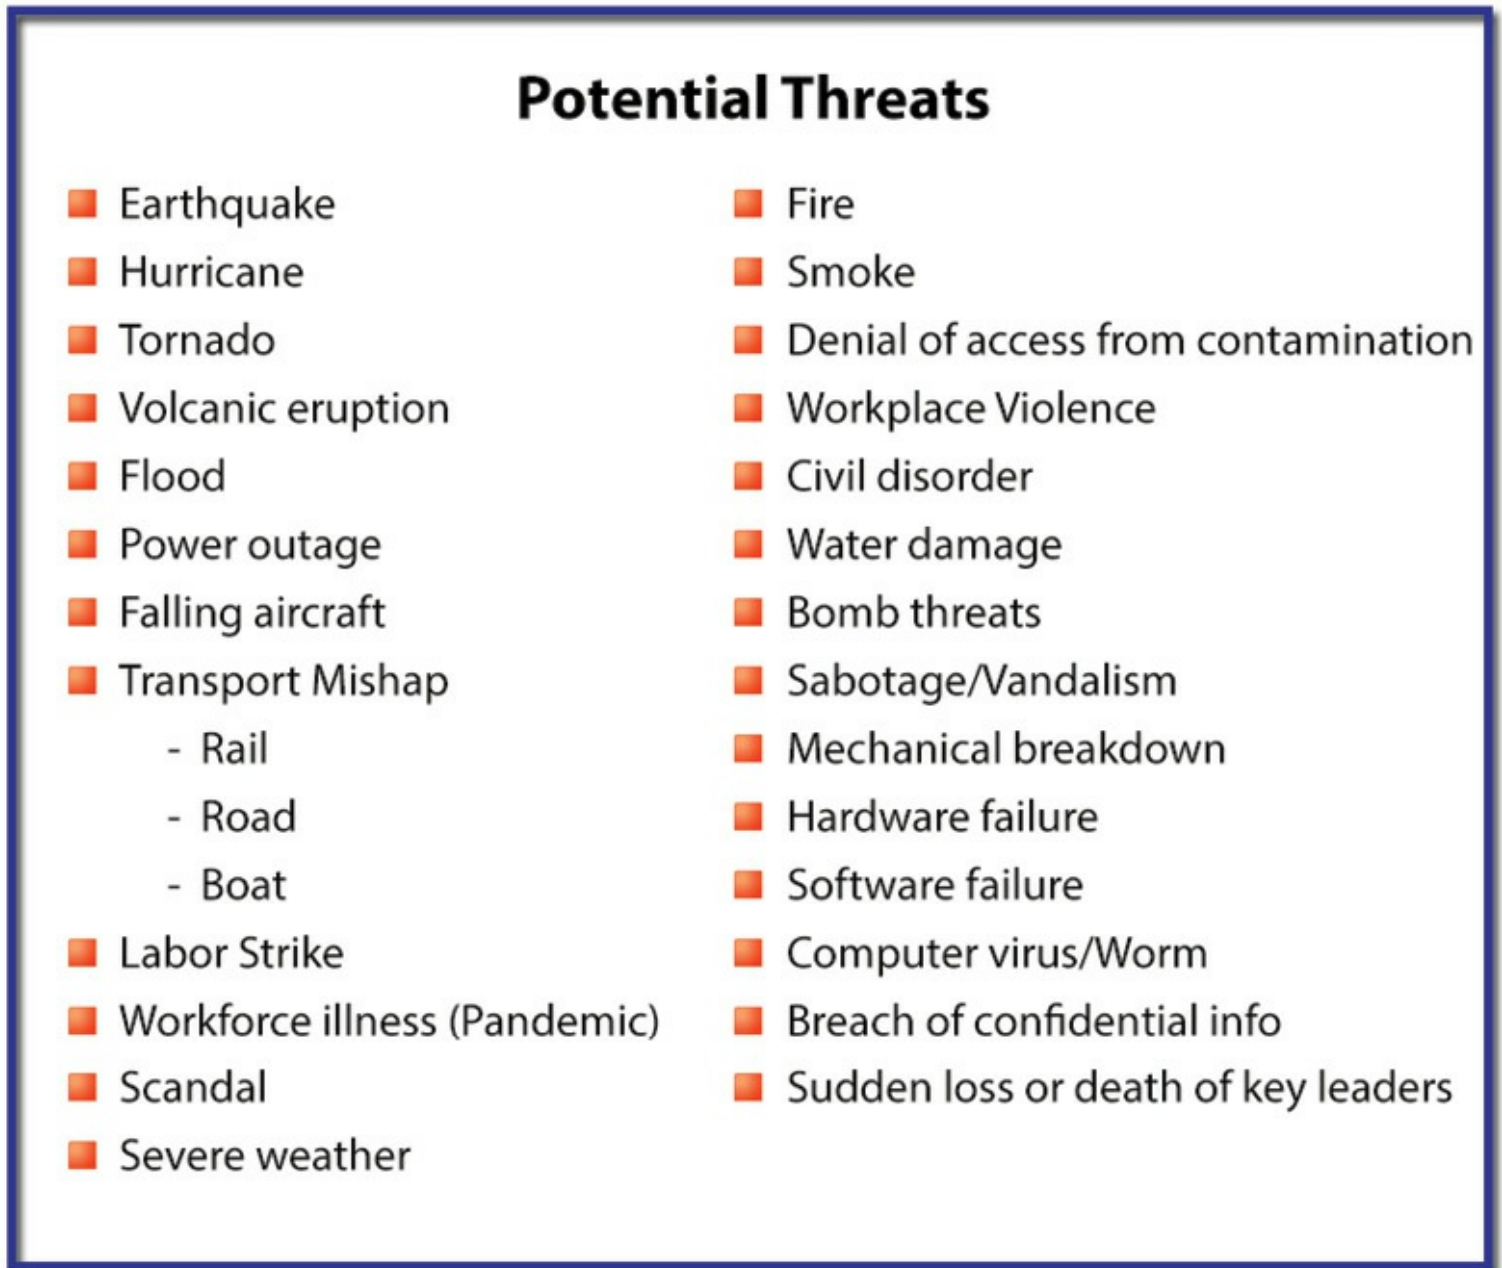 Potential Threats
Earthquake
Hurricane
Tornado
Volcanic eruption
Flood
Power outage
Falling aircraft
Transport Mishap
- Rail
- Road
- Boat
Labor Strike
Workforce illness (Pandemic)
Scandal
Severe weather
Fire
Smoke
Denial of access from contamination
Workplace Violence
Civil disorder
Water damage
Bomb threats
Sabotage/Vandalism
Mechanical breakdown
Hardware failure
Software failure
Computer virus/Worm
Breach of confidential info
Sudden loss or death of key leaders